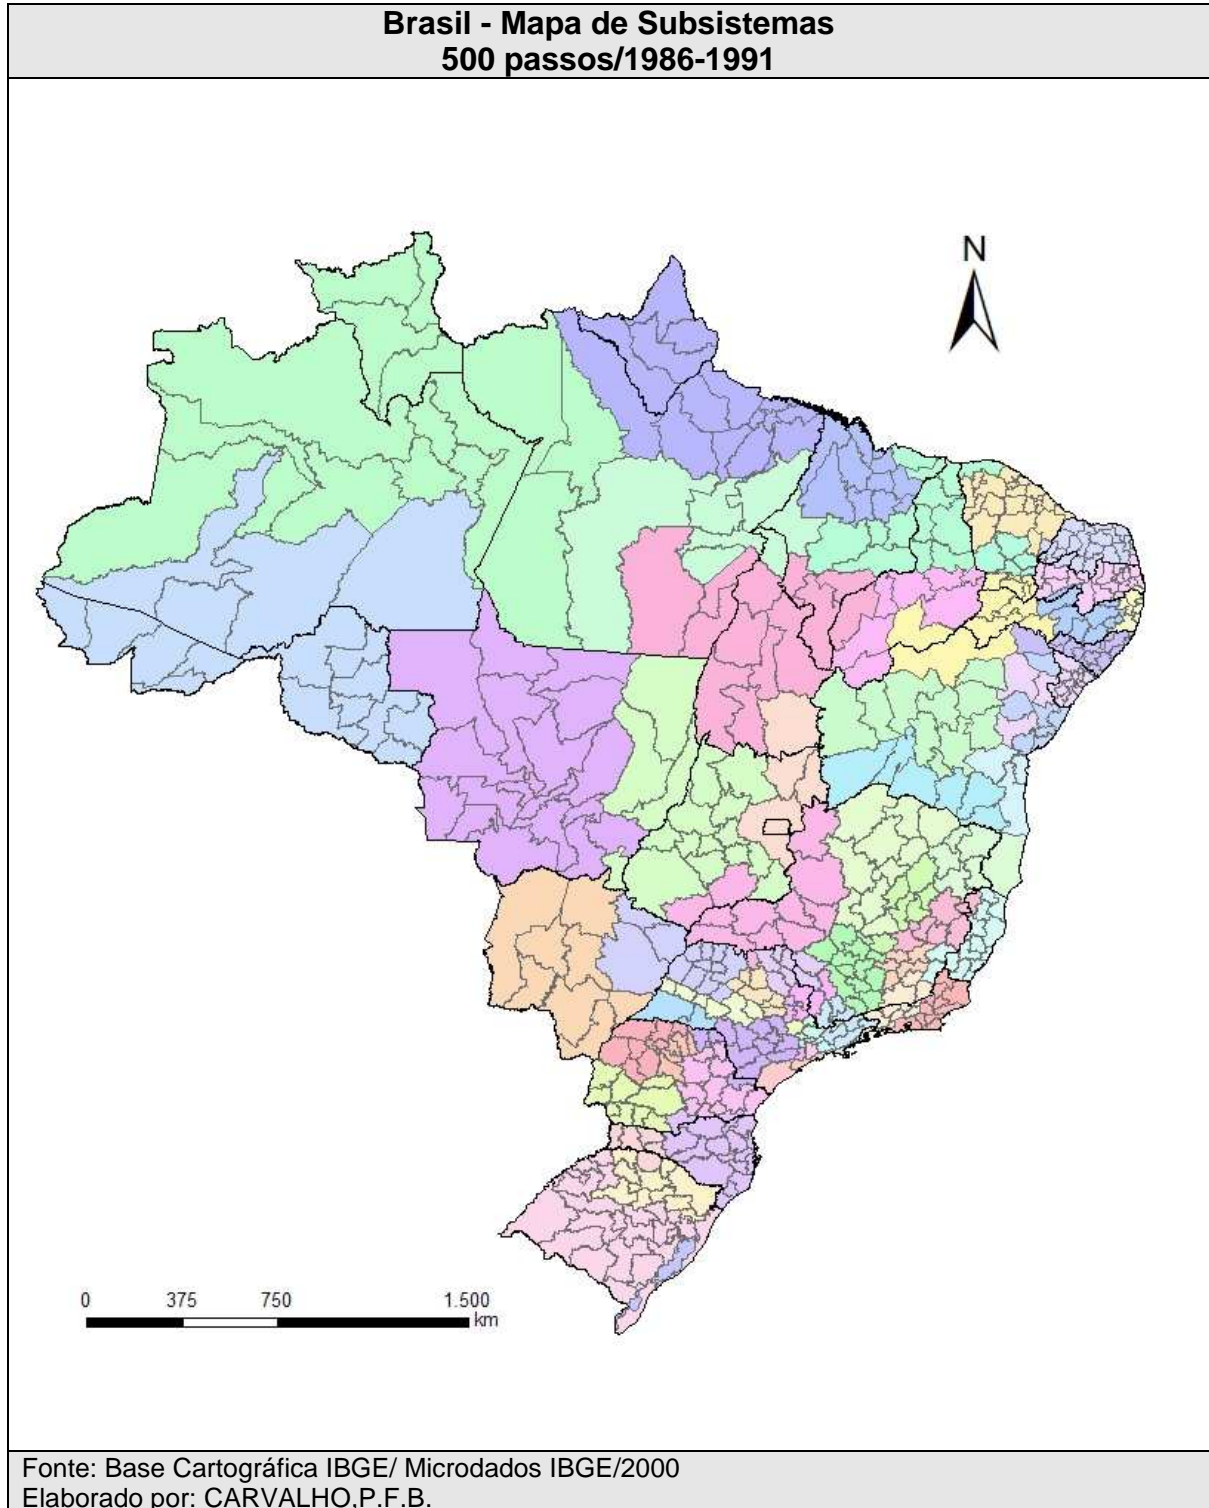 Brasil - Mapa de Subsistemas
500 passos/1986-1991
N
0 375 750 1.500
km
Fonte: Base Cartográfica IBGE/ Microdados IBGE/2000
Elaborado por: CARVALHO,P.F.B.